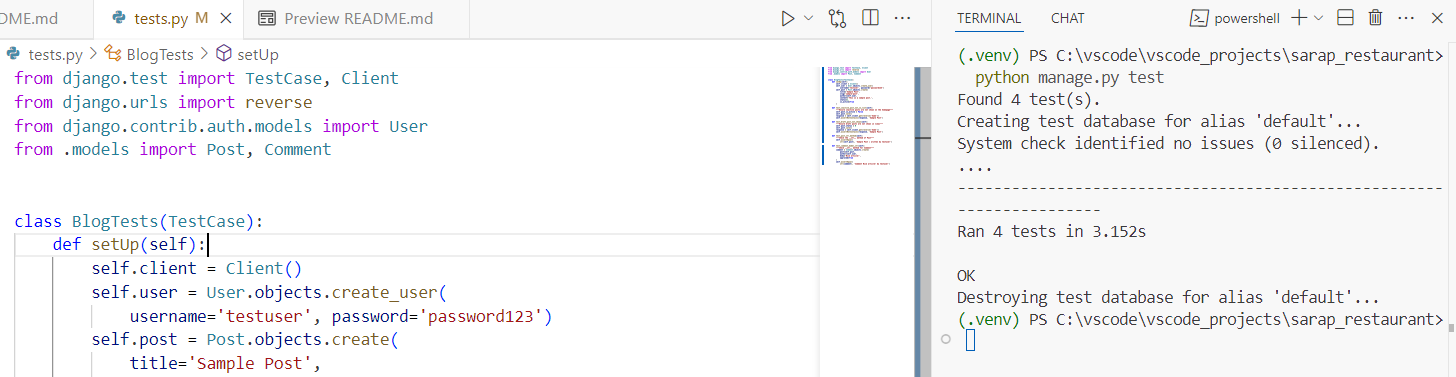 DME.md
tests.py M
Preview README.md
tests.py > BlogTests > setUp
from django.test import TestCase, Client
from django.urls import reverse
from django.contrib.auth.models import User
from .models import Post, Comment
class BlogTests(TestCase):
def setUp(self):
self.client = Client()
self.user = User.objects.create_user(
username='testuser', password='password123')
self.post = Post.objects.create(
title='Sample Post',
TERMINAL CHAT
powershell
(.venv) PS C:\vscode\vscode_projects\sarap_restaurant>
python manage.py test
Found 4 test(s).
Creating test database for alias 'default'...
System check identified no issues (0 silenced).
....
------------------------------------------------------
----------------
Ran 4 tests in 3.152s
OK
Destroying test database for alias 'default'...
(.venv) PS C:\vscode\vscode_projects\sarap_restaurant>